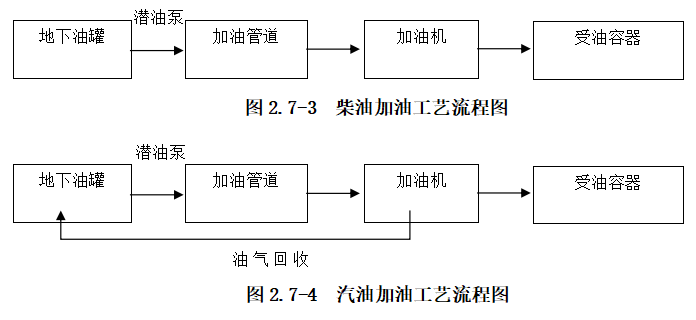 潜油泵
地下油罐 加油管道 加油机 受油容器
图 2.7-3 柴油加油工艺流程图
潜油泵
地下油罐 加油管道 加油机 受油容器
油气回收
图 2.7-4 汽油加油工艺流程图